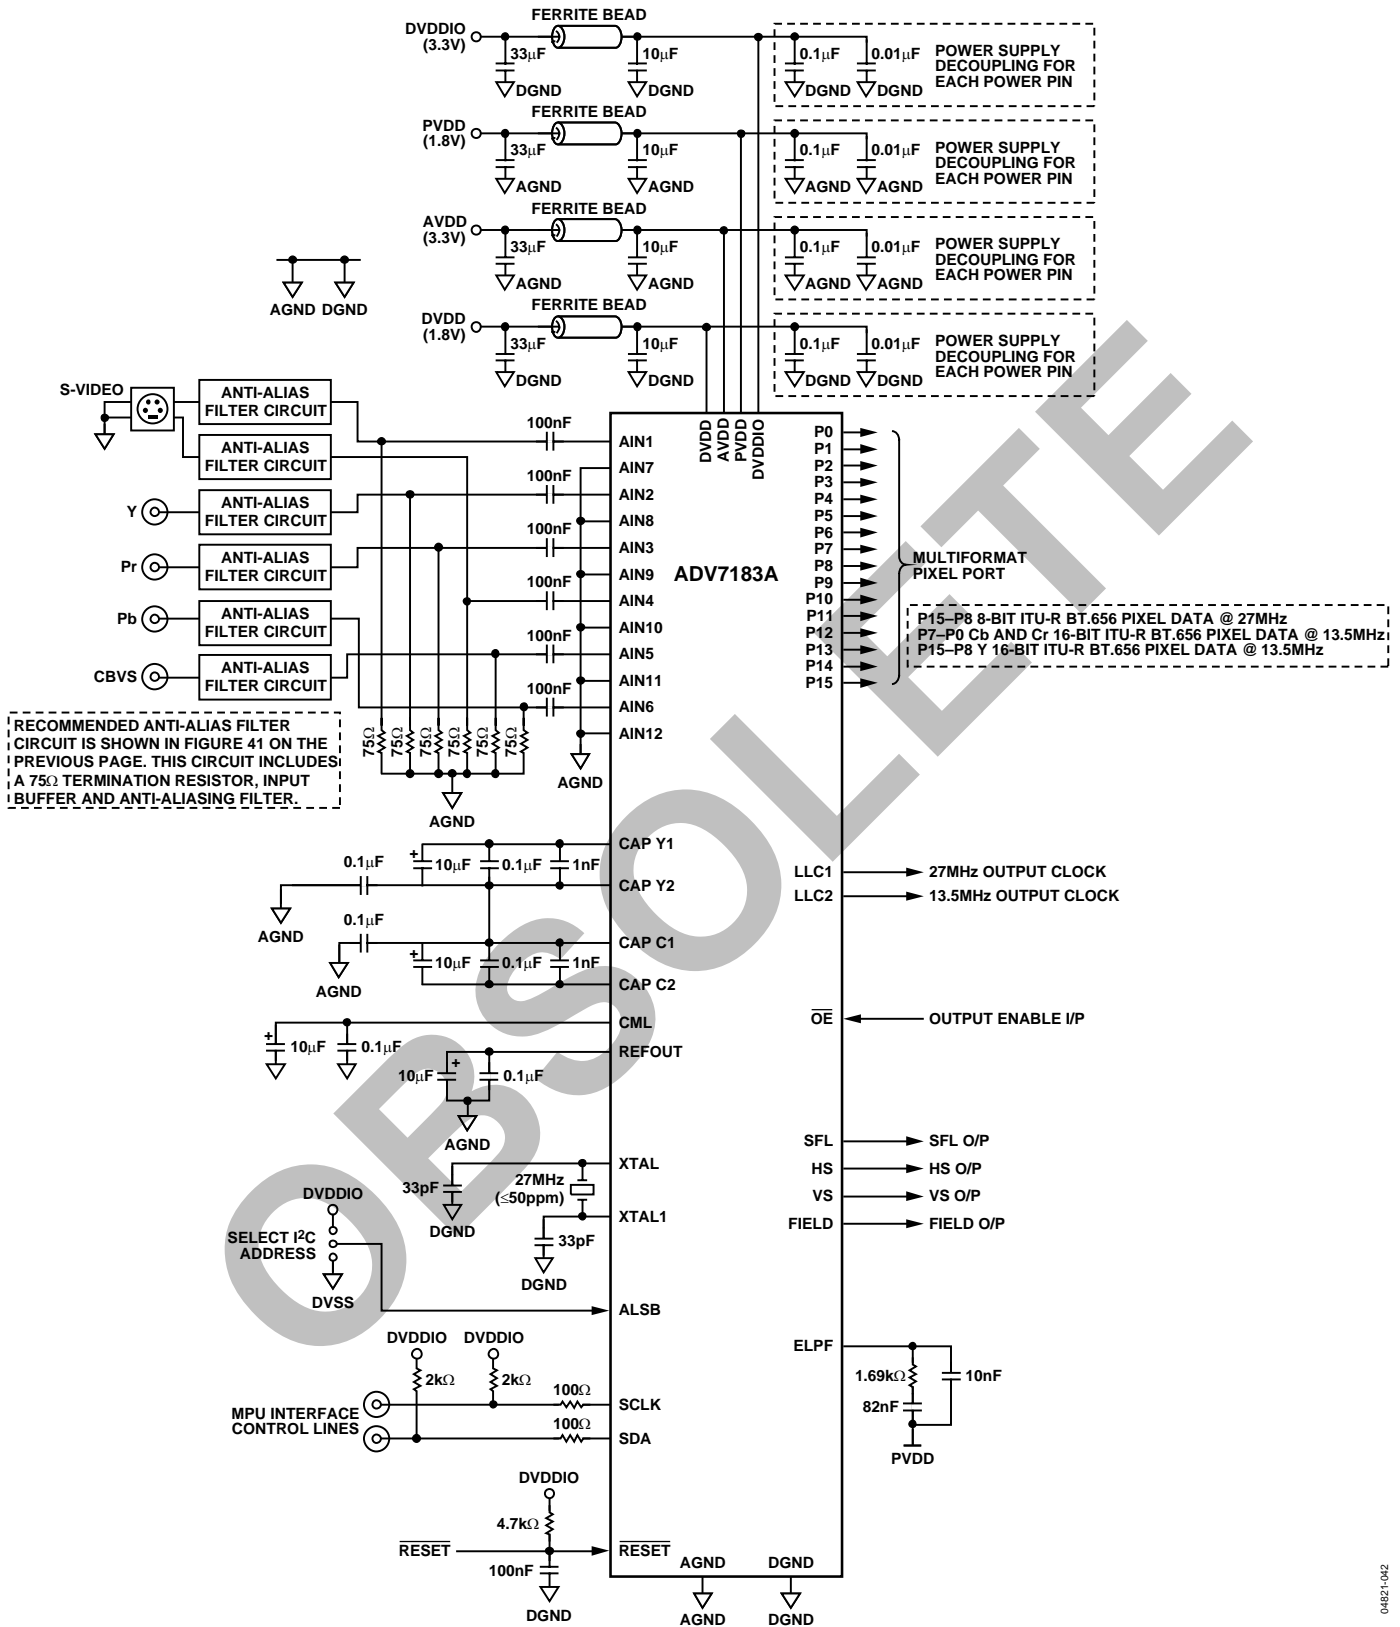 FERRITE BEAD
DVDDIO
(3.3V)
33µF
10µF
0.1µF
0.01µF
POWER SUPPLY
DECOUPLING FOR
EACH POWER PIN
DGND
DGND
DGND
DGND
FERRITE BEAD
PVDD
(1.8V)
33µF
10µF
0.1µF
0.01µF
POWER SUPPLY
DECOUPLING FOR
EACH POWER PIN
AGND
AGND
AGND
AGND
FERRITE BEAD
AVDD
(3.3V)
33µF
10µF
0.1µF
0.01µF
POWER SUPPLY
DECOUPLING FOR
EACH POWER PIN
AGND
AGND
AGND
AGND
AGND DGND
FERRITE BEAD
DVDD
(1.8V)
33µF
10µF
0.1µF
0.01µF
POWER SUPPLY
DECOUPLING FOR
EACH POWER PIN
DGND
DGND
DGND
DGND
S-VIDEO
ANTI-ALIAS
FILTER CIRCUIT
ANTI-ALIAS
FILTER CIRCUIT
Y
ANTI-ALIAS
FILTER CIRCUIT
Pr
ANTI-ALIAS
FILTER CIRCUIT
Pb
ANTI-ALIAS
FILTER CIRCUIT
CBVS
ANTI-ALIAS
FILTER CIRCUIT
RECOMMENDED ANTI-ALIAS FILTER
CIRCUIT IS SHOWN IN FIGURE 41 ON THE
PREVIOUS PAGE. THIS CIRCUIT INCLUDES
A 75Ω TERMINATION RESISTOR, INPUT
BUFFER AND ANTI-ALIASING FILTER.
100nF
100nF
100nF
100nF
100nF
100nF
75Ω
75Ω
75Ω
75Ω
75Ω
75Ω
AGND
AGND
DVDD
AVDD
PVDD
DVDDIO
AIN1
AIN7
AIN2
AIN8
AIN3
AIN9
AIN4
AIN10
AIN5
AIN11
AIN6
AIN12
ADV7183A
P0
P1
P2
P3
P4
P5
P6
P7
P8
P9
P10
P11
P12
P13
P14
P15
MULTIFORMAT
PIXEL PORT
P15–P8 8-BIT ITU-R BT.656 PIXEL DATA @ 27MHz
P7–P0 Cb AND Cr 16-BIT ITU-R BT.656 PIXEL DATA @ 13.5MHz
P15–P8 Y 16-BIT ITU-R BT.656 PIXEL DATA @ 13.5MHz
CAP Y1
0.1µF
+
10µF
0.1µF
1nF
CAP Y2
AGND
0.1µF
CAP C1
+
10µF
0.1µF
1nF
AGND
CAP C2
CML
+
10µF
0.1µF
REFOUT
+
10µF
0.1µF
AGND
LLC1
27MHz OUTPUT CLOCK
LLC2
13.5MHz OUTPUT CLOCK
OE
OUTPUT ENABLE I/P
SFL
SFL O/P
HS
HS O/P
VS
VS O/P
FIELD
FIELD O/P
XTAL
33pF
27MHz
(≤50ppm)
DGND
XTAL1
33pF
DGND
DVDDIO
SELECT I²C
ADDRESS
DVSS
ALSB
DVDDIO
DVDDIO
2kΩ
2kΩ
MPU INTERFACE
CONTROL LINES
100Ω
SCLK
100Ω
SDA
ELPF
1.69kΩ
10nF
82nF
PVDD
DVDDIO
4.7kΩ
RESET
RESET
100nF
DGND
AGND
DGND
AGND
DGND
OBSOLETE
04821-042